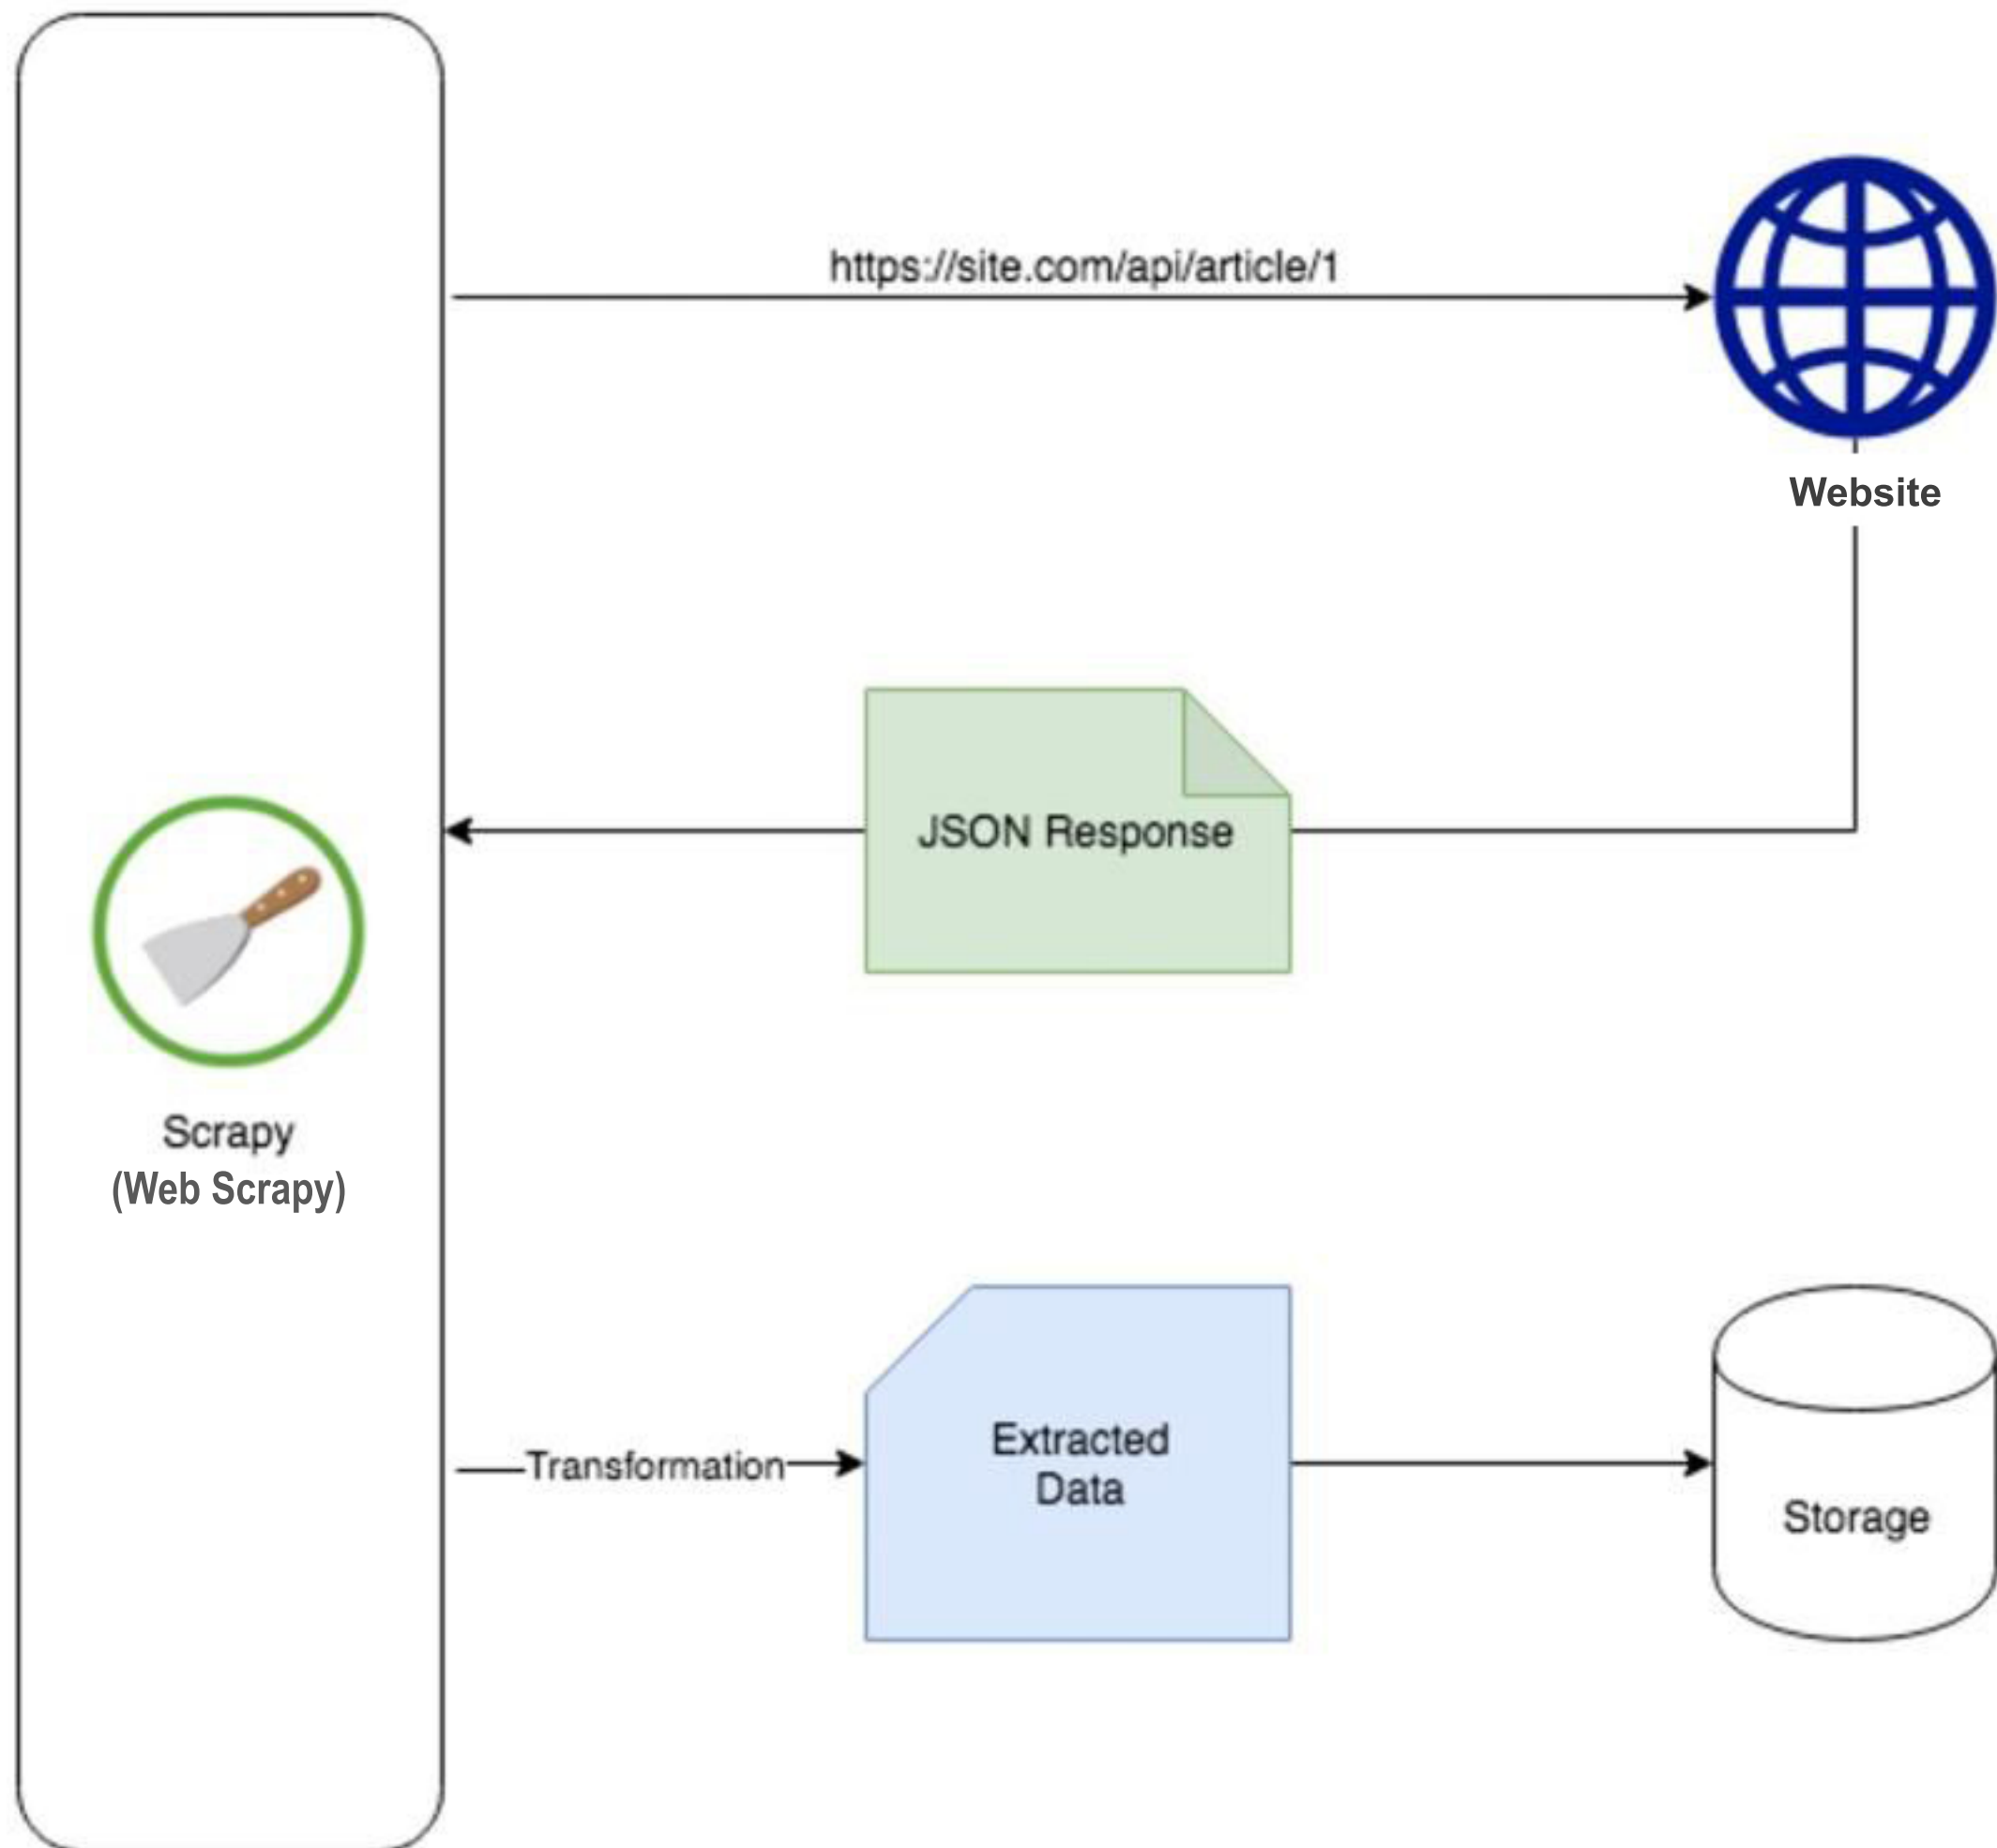 https://site.com/api/article/1
Website
JSON Response
Scrapy
(Web Scrapy)
Transformation
Extracted
Data
Storage